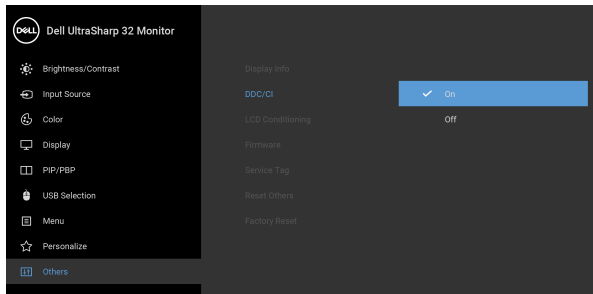 DELL Dell UltraSharp 32 Monitor
Brightness/Contrast
Input Source
Color
Display
PIP/PBP
USB Selection
Menu
Personalize
Others
Display Info
DDC/CI
LCD Conditioning
Firmware
Service Tag
Reset Others
Factory Reset
On
Off